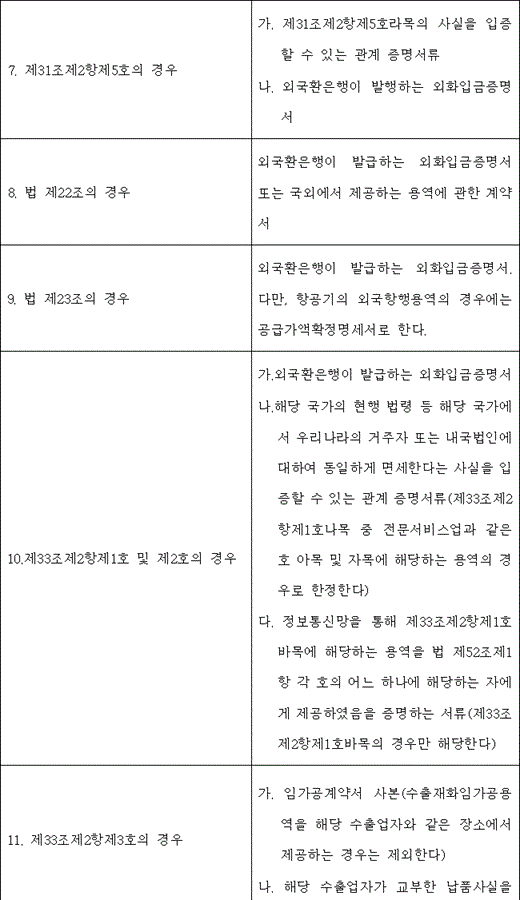 7. 제31조제2항제5호의 경우
가. 제31조제2항제5호라목의 사실을 입증
할 수 있는 관계 증명서류
나. 외국환은행이 발행하는 외화입금증명
서
8. 법 제22조의 경우
외국환은행이 발급하는 외화입금증명서
또는 국외에서 제공하는 용역에 관한 계약
서
9. 법 제23조의 경우
외국환은행이 발급하는 외화입금증명서.
다만, 항공기의 외국항행용역의 경우에는
공급가액확정명세서로 한다.
10.제33조제2항제1호 및 제2호의 경우
가.외국환은행이 발급하는 외화입금증명서
나.해당 국가의 현행 법령 등 해당 국가에
서 우리나라의 거주자 또는 내국법인에
대하여 동일하게 면세한다는 사실을 입
증할 수 있는 관계 증명서류(제33조제2
항제1호나목 중 전문서비스업과 같은
호 아목 및 자목에 해당하는 용역의 경
우로 한정한다)
다. 정보통신망을 통해 제33조제2항제1호
바목에 해당하는 용역을 법 제52조제1
항 각 호의 어느 하나에 해당하는 자에
게 제공하였음을 증명하는 서류(제33조
제2항제1호바목의 경우만 해당한다)
11. 제33조제2항제3호의 경우
가. 임가공계약서 사본(수출재화임가공용
역을 해당 수출업자와 같은 장소에서
제공하는 경우는 제외한다)
나. 해당 수출업자가 교부한 납품사실을